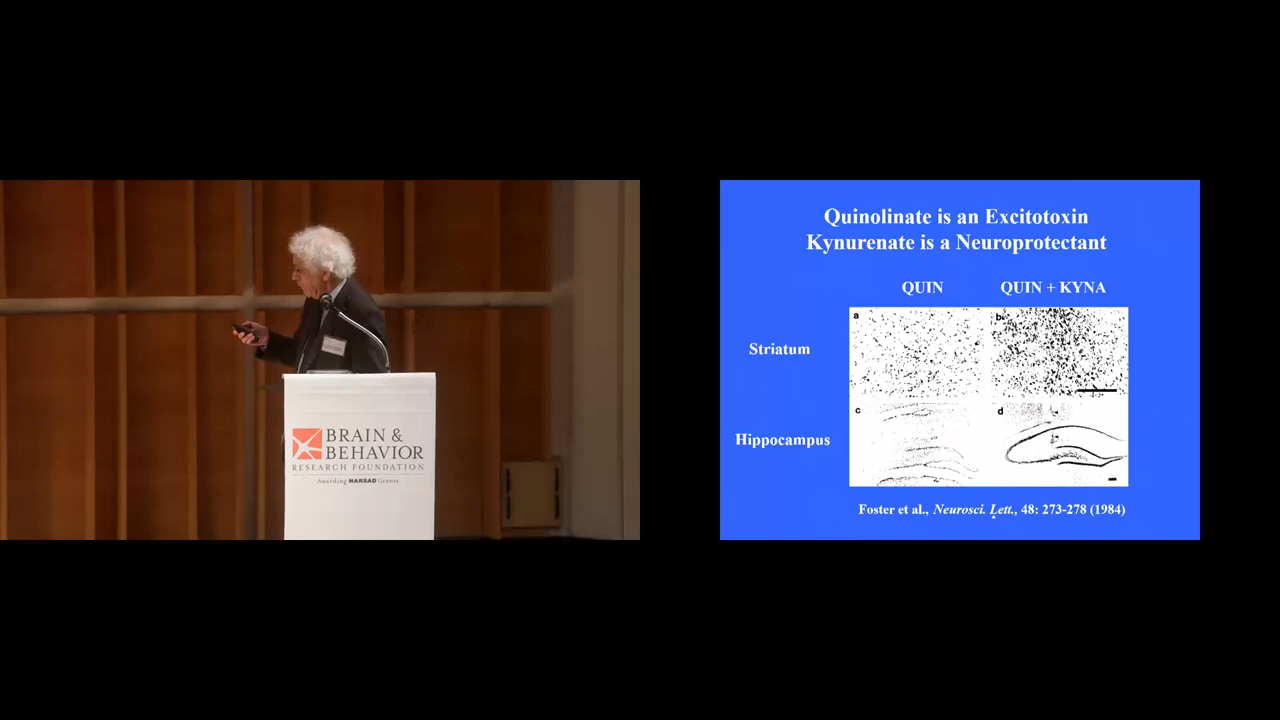 BRAIN &
BEHAVIOR
RESEARCH FOUNDATION
Awarding NARSAD Grants
Quinolinate is an Excitotoxin
Kynurenate is a Neuroprotectant
QUIN QUIN + KYNA
a b
Striatum
c d
Hippocampus
Foster et al., Neurosci. Lett., 48: 273-278 (1984)